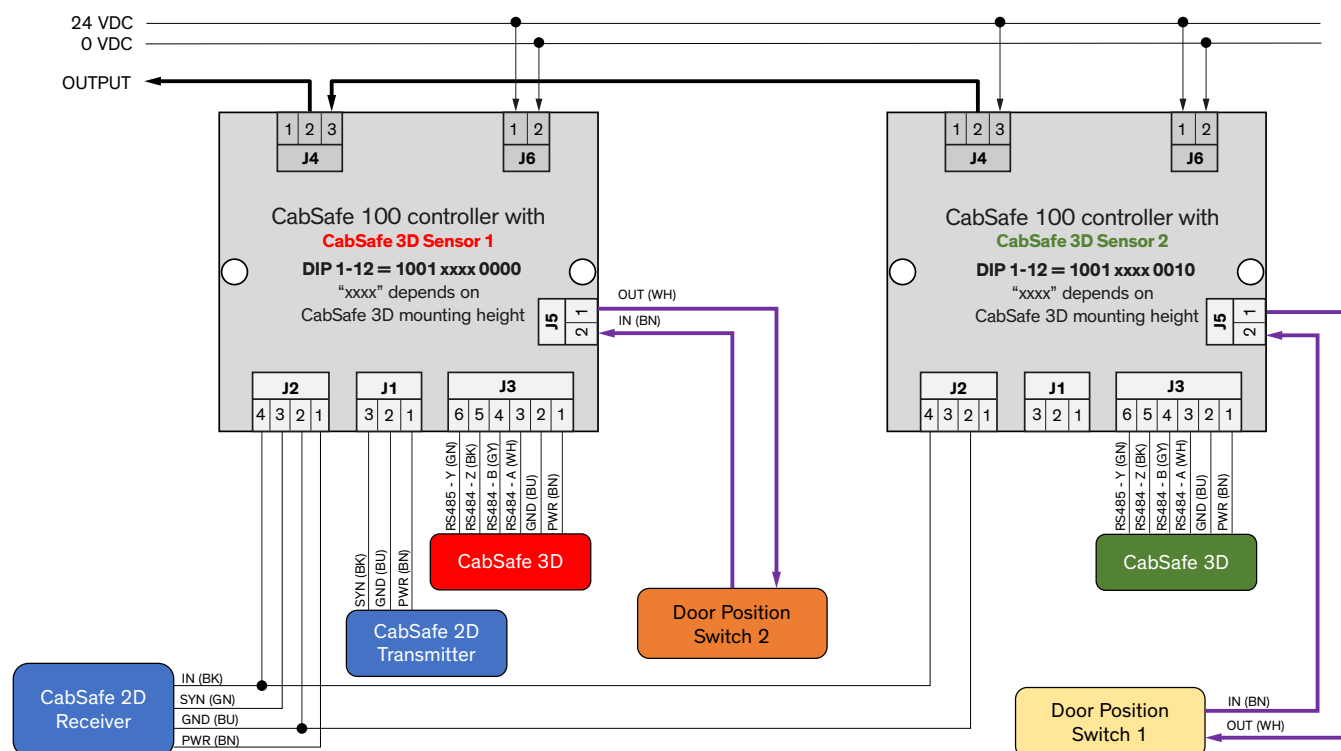 24 VDC
0 VDC
OUTPUT
1 2 3
J4
1 2
J6
CabSafe 100 controller with
CabSafe 3D Sensor 1
DIP 1-12 = 1001 xxxx 0000
“xxxx” depends on
CabSafe 3D mounting height
J5
1
2
OUT (WH)
IN (BN)
J2
4 3 2 1
J1
3 2 1
J3
6 5 4 3 2 1
RS485 - Y (GN)
RS484 - Z (BK)
RS484 - B (GY)
RS484 - A (WH)
GND (BU)
PWR (BN)
CabSafe 3D
SYN (BK)
GND (BU)
PWR (BN)
CabSafe 2D
Transmitter
Door Position
Switch 2
CabSafe 2D
Receiver
IN (BK)
SYN (GN)
GND (BU)
PWR (BN)
1 2 3
J4
1 2
J6
CabSafe 100 controller with
CabSafe 3D Sensor 2
DIP 1-12 = 1001 xxxx 0010
“xxxx” depends on
CabSafe 3D mounting height
J5
1
2
J2
4 3 2 1
J1
3 2 1
J3
6 5 4 3 2 1
RS485 - Y (GN)
RS484 - Z (BK)
RS484 - B (GY)
RS484 - A (WH)
GND (BU)
PWR (BN)
CabSafe 3D
Door Position
Switch 1
IN (BN)
OUT (WH)